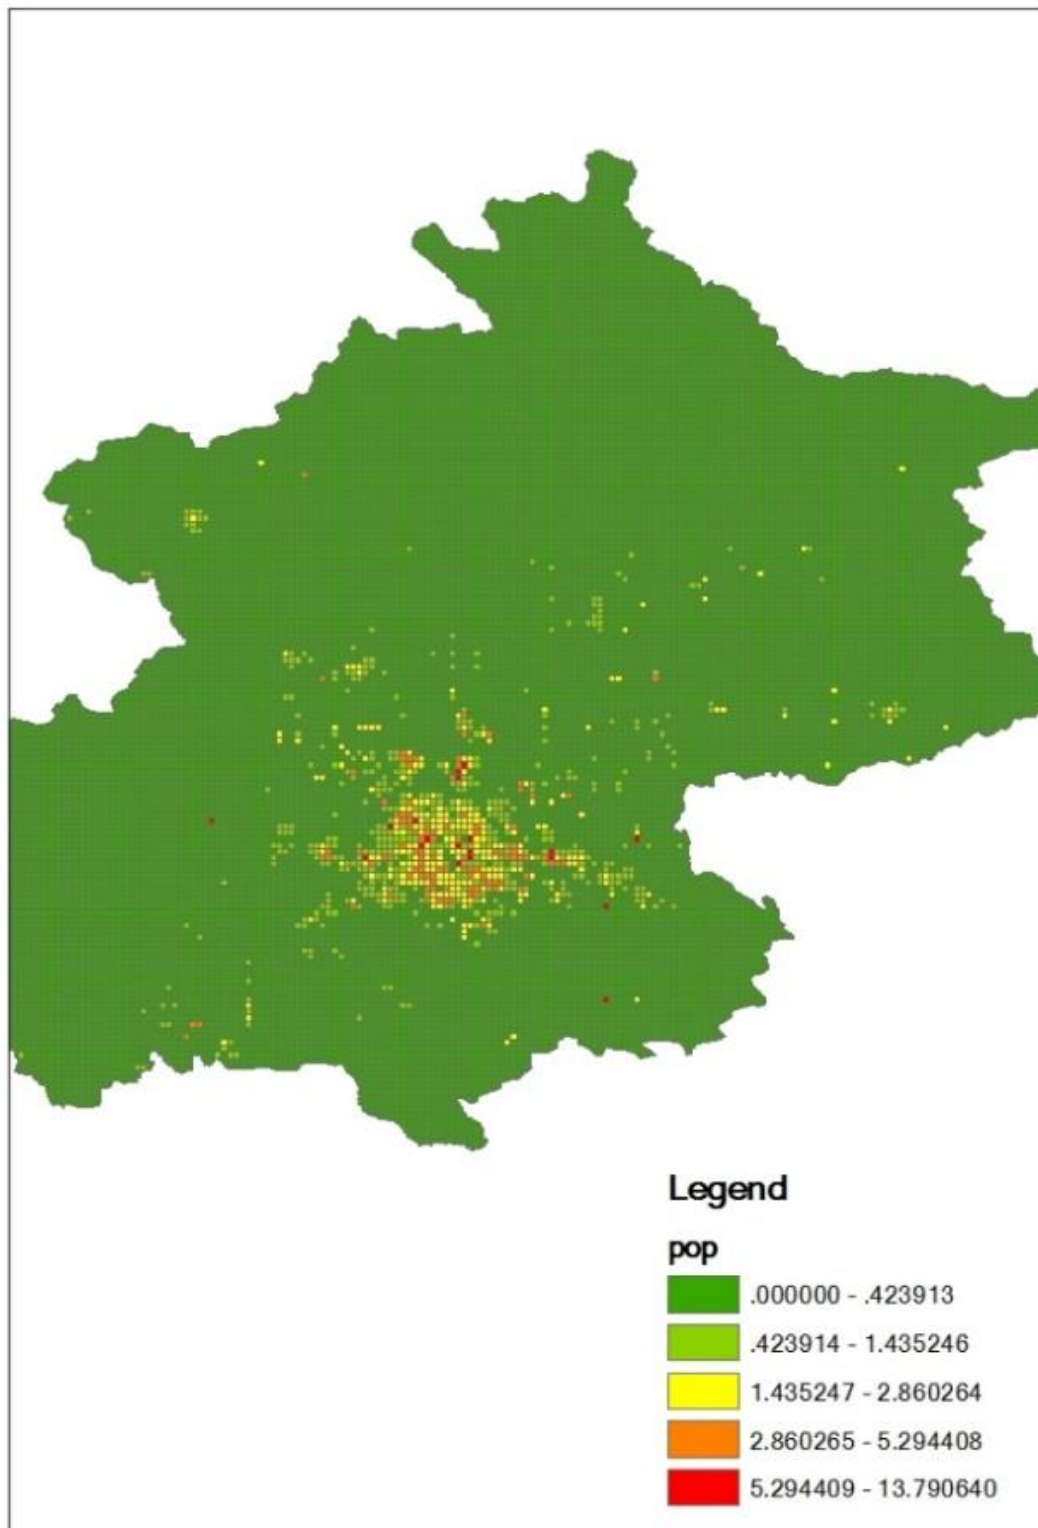 Legend
pop
.000000 - .423913
.423914 - 1.435246
1.435247 - 2.860264
2.860265 - 5.294408
5.294409 - 13.790640